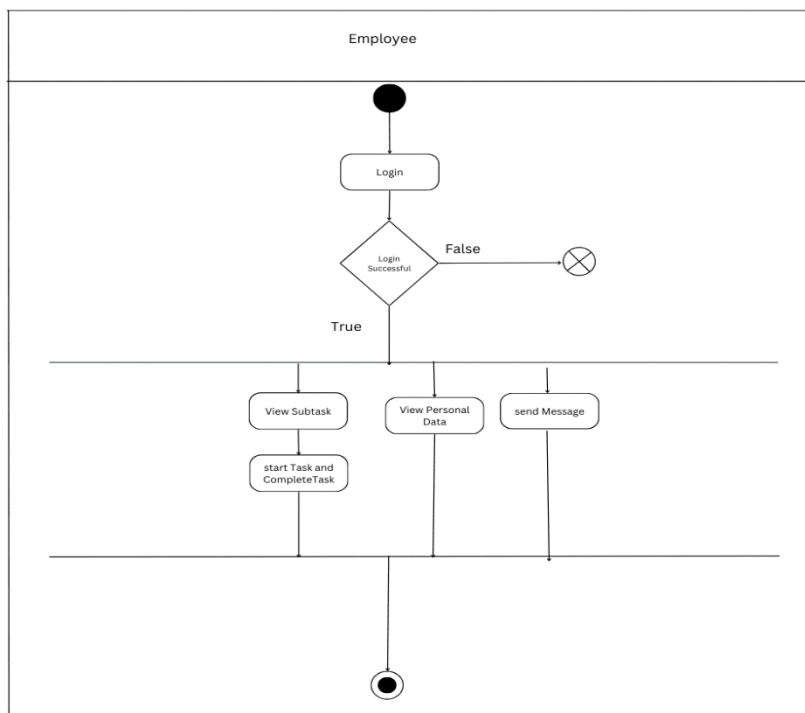 Employee
Login
Login
Successful
False
True
View Subtask
View Personal
Data
send Message
start Task and
CompleteTask